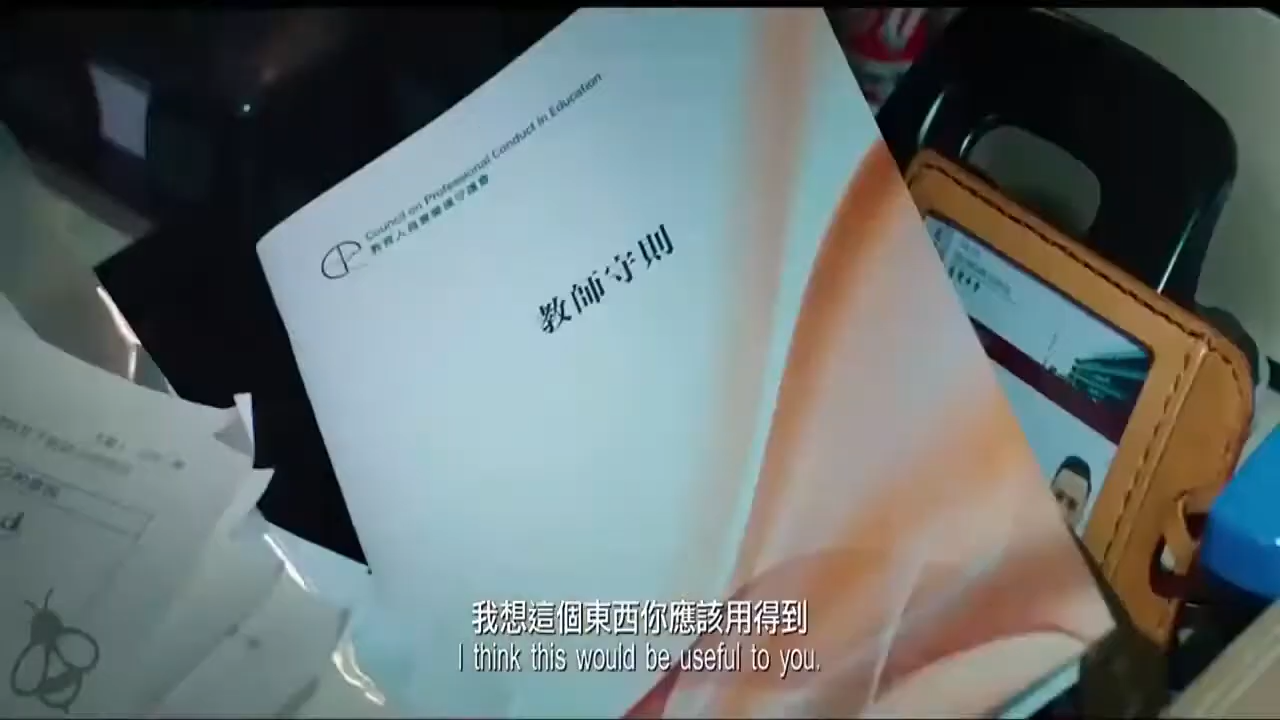 Council on Professional Conduct in Education
教育人員專業操守議會
教師守則
d
我想這個東西你應該用得到
I think this would be useful to you.